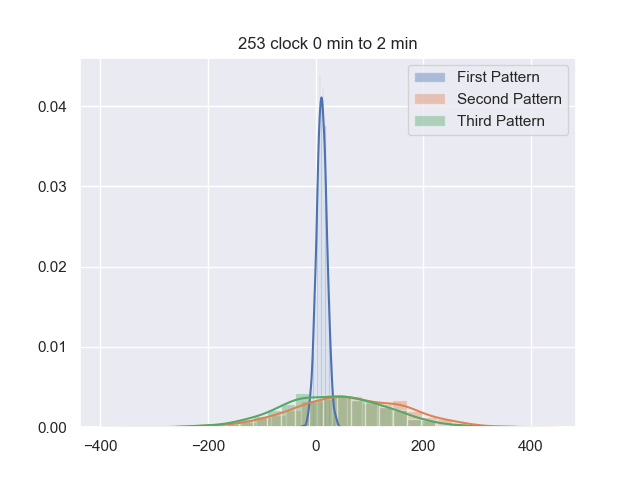 253 clock 0 min to 2 min
First Pattern
Second Pattern
Third Pattern
0.04
0.03
0.02
0.01
0.00
−400 −200 0 200 400